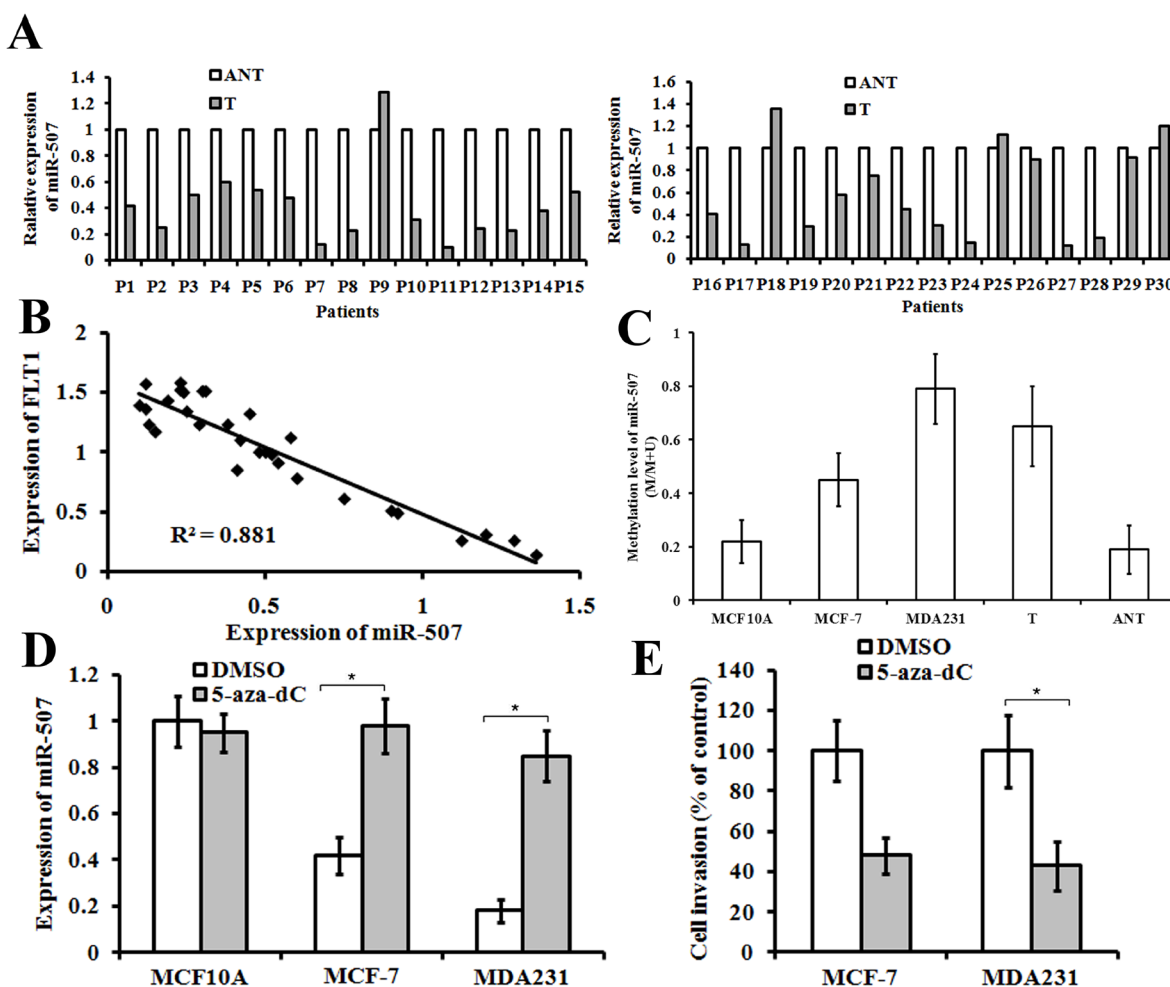 A
ANT
T
Ralative expression
of miR-507
1.4
1.2
1
0.8
0.6
0.4
0.2
0
P1 P2 P3 P4 P5 P6 P7 P8 P9 P10 P11 P12 P13 P14 P15
Patients
ANT
T
Relative expression
of miR-507
1.6
1.4
1.2
1
0.8
0.6
0.4
0.2
0
P16 P17 P18 P19 P20 P21 P22 P23 P24 P25 P26 P27 P28 P29 P30
Patients
B
Expression of FLT1
2
1.5
1
0.5
0
R² = 0.881
0 0.5 1 1.5
Expression of miR-507
C
Methylation level of miR-507
(M/M+U)
1
0.8
0.6
0.4
0.2
0
MCF10A MCF-7 MDA231 T ANT
D
DMSO
5-aza-dC
Expression of miR-507
1.2
1
0.8
0.6
0.4
0.2
0
*
*
MCF10A MCF-7 MDA231
E
DMSO
5-aza-dC
Cell invasion (% of control)
140
120
100
80
60
40
20
0
*
MCF-7 MDA231